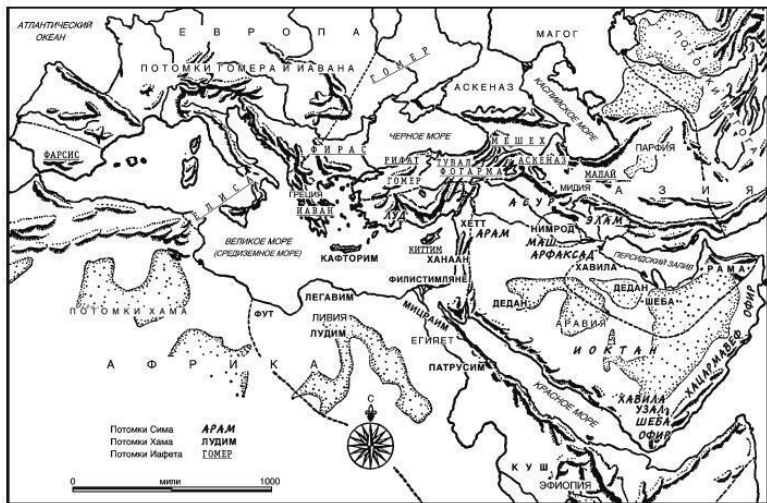 АТЛАНТИЧЕСКИЙ
ОКЕАН
ЕВРОПА
МАГОГ
ПОТОМКИ ГОМЕРА И ИАВАНА
ГОМЕР
АСКЕНАЗ
КАСПИЙСКОЕ МОРЕ
ЧЕРНОЕ МОРЕ
ФАРСИС
ФИРАС
РИФАТ
ТУВАЛ
МЕШЕХ
АСКЕНАЗ
ФОГАРМА
ГОМЕР
МАДАЙ
ПАРФИЯ
МИДИЯ
АЗИЯ
ГРЕЦИЯ
ИАВАН
ЛУД
АСУР
ЭЛАМ
ХЕТТ
АРАМ
НИМРОД
МАШ
АРФАКСАД
ВЕЛИКОЕ МОРЕ
(СРЕДИЗЕМНОЕ МОРЕ)
КАФТОРИМ
КИТТИМ
ХАНААН
ФИЛИСТИМЛЯНЕ
ХАВИЛА
ПЕРСИДСКИЙ ЗАЛИВ
РАМА
ДЕДАН
ДЕДАН
ШЕБА
ОФИР
ПОТОМКИ ХАМА
ФУТ
ЛЕГАВИМ
ЛИВИЯ
ЛУДИМ
МИЦРАИМ
ЕГИПЕТ
АРАВИЯ
ИОКТАН
ХАЦАРМАВЕФ
АФРИКА
ПАТРУСИМ
КРАСНОЕ МОРЕ
ХАВИЛА
УЗАЛ
ШЕБА
ОФИР
С
Потомки Сима АРАМ
Потомки Хама ЛУДИМ
Потомки Иафета ГОМЕР
0 мили 1000
КУШ
ЭФИОПИЯ